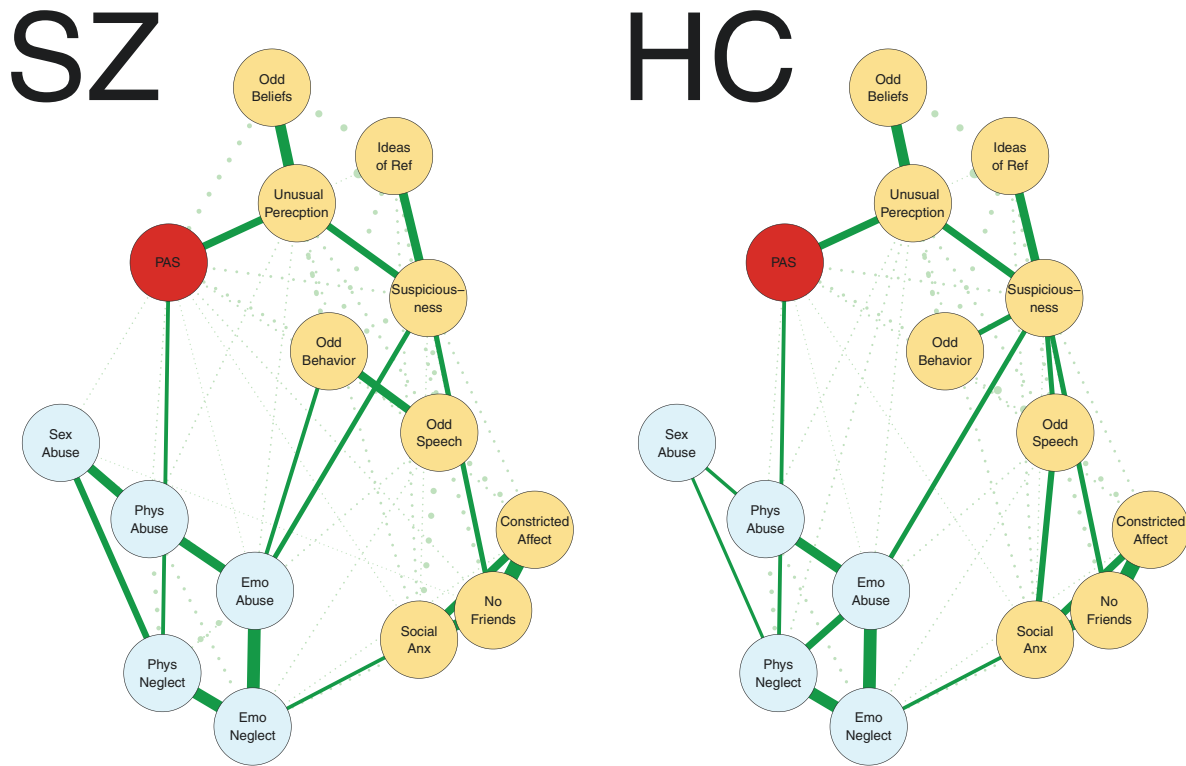 SZ
HC
Odd
Beliefs
Ideas
of Ref
Unusual
Perecption
PAS
Suspicious–
ness
Odd
Behavior
Odd
Speech
Sex
Abuse
Phys
Abuse
Constricted
Affect
Emo
Abuse
No
Friends
Social
Anx
Phys
Neglect
Emo
Neglect
Odd
Beliefs
Ideas
of Ref
Unusual
Perecption
PAS
Suspicious–
ness
Odd
Behavior
Odd
Speech
Sex
Abuse
Phys
Abuse
Constricted
Affect
Emo
Abuse
No
Friends
Social
Anx
Phys
Neglect
Emo
Neglect